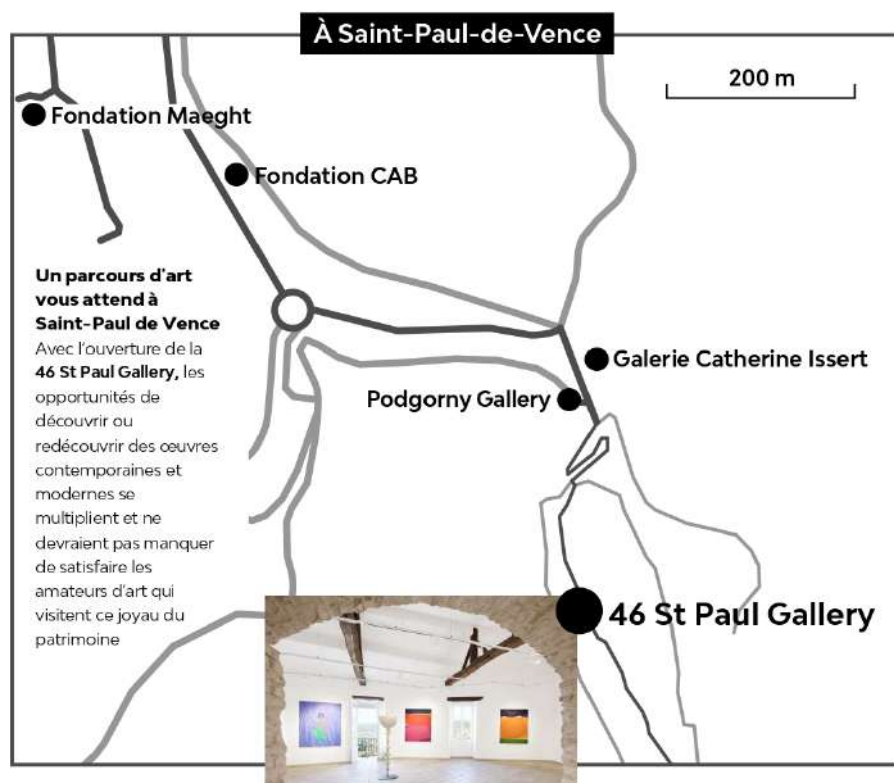 À Saint-Paul-de-Vence
200 m
Fondation Maeght
Fondation CAB
Un parcours d'art
vous attend à
Saint-Paul de Vence
Avec l'ouverture de la
46 St Paul Gallery, les
opportunités de
découvrir ou
redécouvrir des œuvres
contemporaines et
modernes se
multiplient et ne
devraient pas manquer
de satisfaire les
amateurs d'art qui
visitent ce joyau du
patrimoine
Galerie Catherine Issert
Podgorny Gallery
46 St Paul Gallery